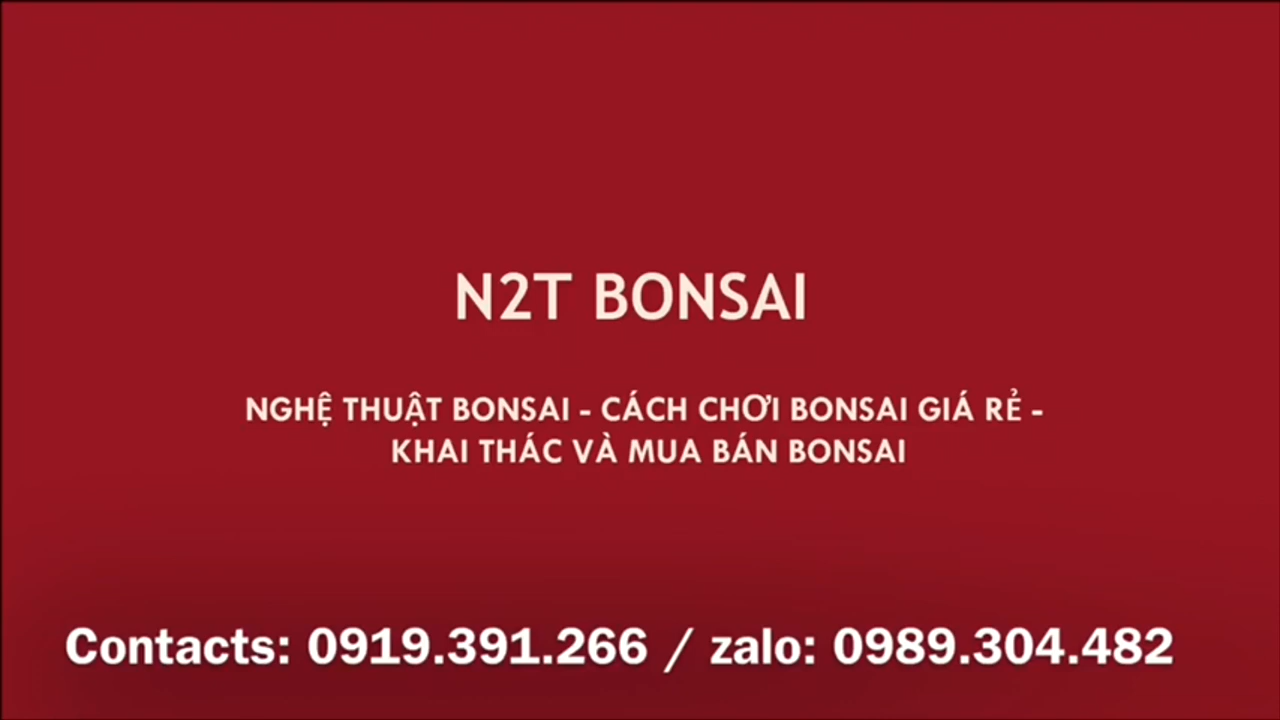 N2T BONSAI
NGHỆ THUẬT BONSAI - CÁCH CHƠI BONSAI GIÁ RẺ -
KHAI THÁC VÀ MUA BÁN BONSAI
Contacts: 0919.391.266 / zalo: 0989.304.482